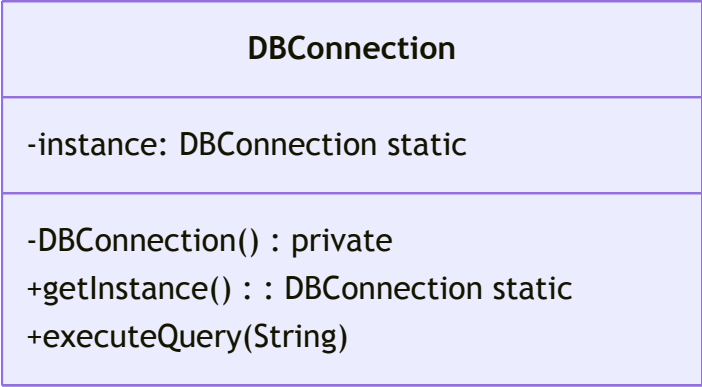 DBConnection
-instance: DBConnection static
-DBConnection() : private
+getInstance() : : DBConnection static
+executeQuery(String)